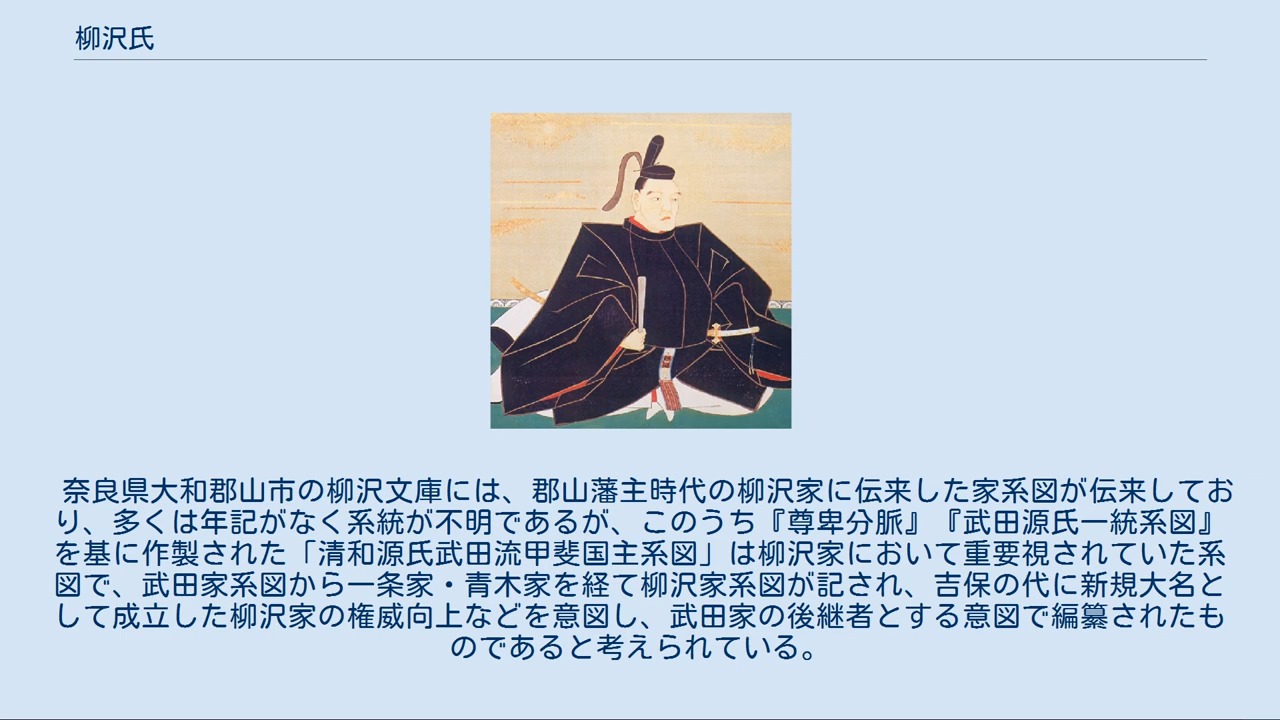 柳沢氏
奈良県大和郡山市の柳沢文庫には、郡山藩主時代の柳沢家に伝来した家系図が伝来してお
り、多くは年記がなく系統が不明であるが、このうち『尊卑分脈』『武田源氏一統系図』
を基に作製された「清和源氏武田流甲斐国主系図」は柳沢家において重要視されていた系
図で、武田家系図から一条家・青木家を経て柳沢家系図が記され、吉保の代に新規大名と
して成立した柳沢家の権威向上などを意図し、武田家の後継者とする意図で編纂されたも
のであると考えられている。